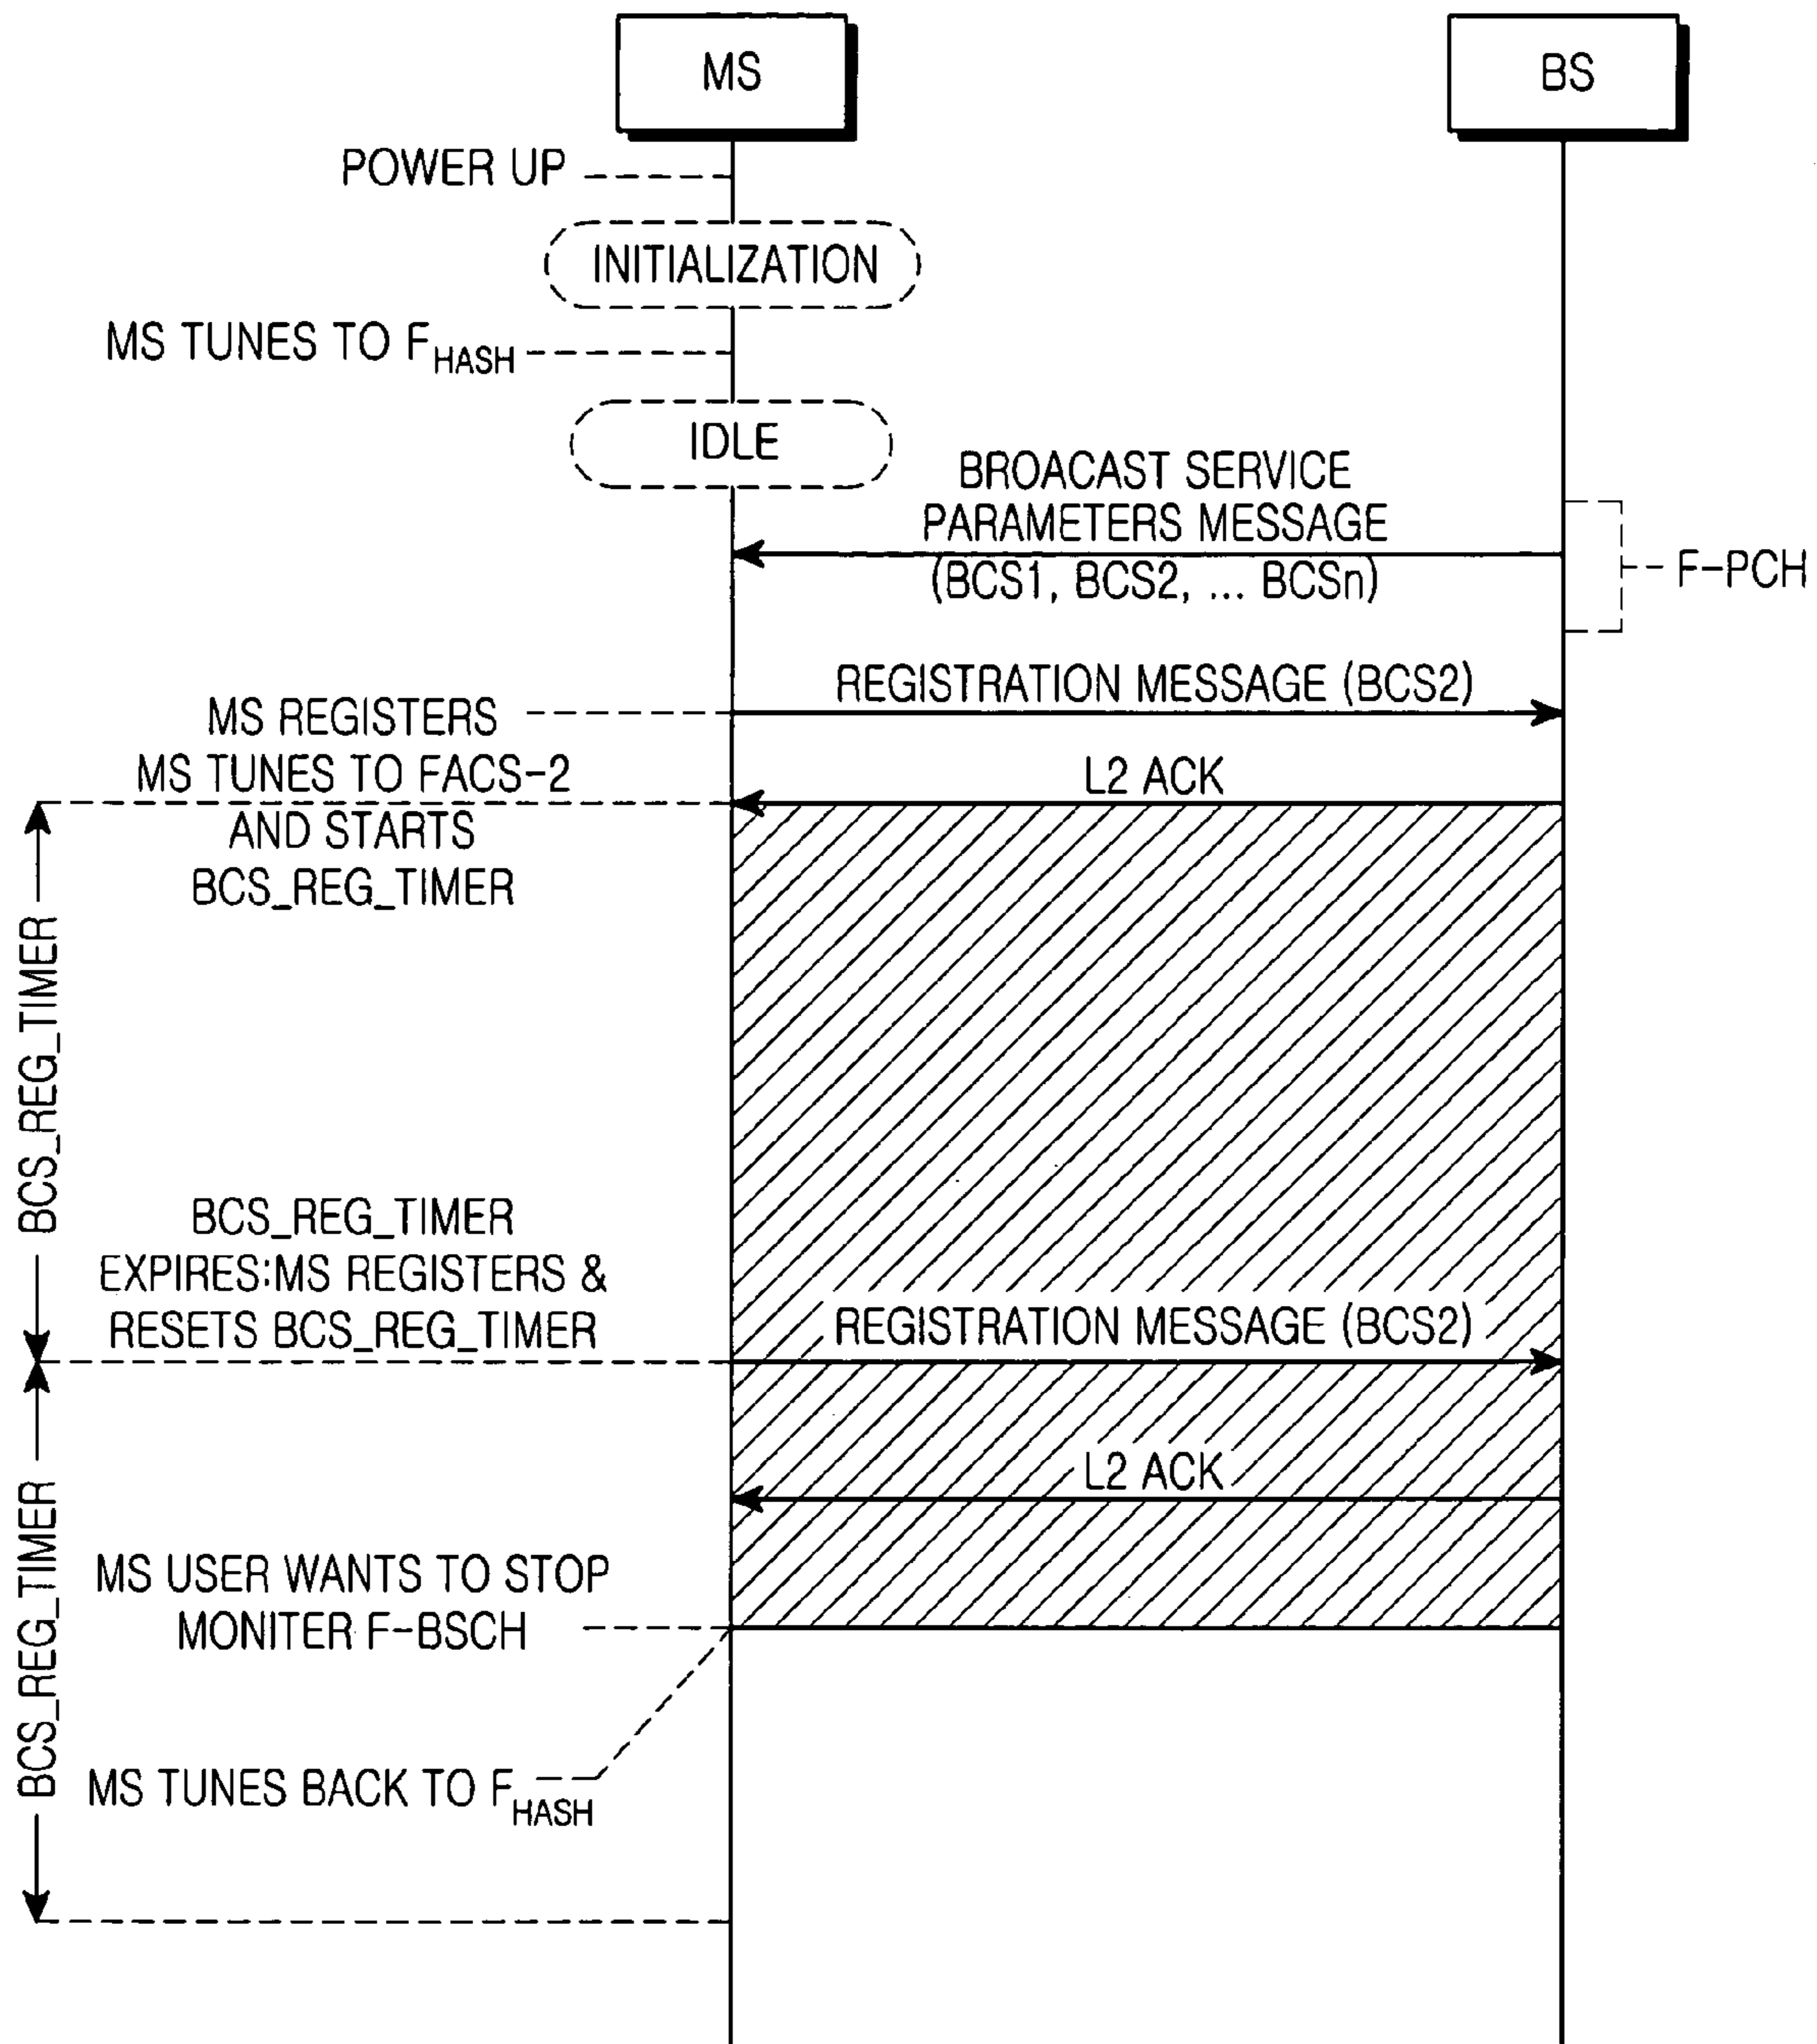 MS
BS
POWER UP
INITIALIZATION
MS TUNES TO FHASH
IDLE
BROACAST SERVICE
PARAMETERS MESSAGE
(BCS1, BCS2, ... BCSn)
F-PCH
REGISTRATION MESSAGE (BCS2)
MS REGISTERS
MS TUNES TO FACS-2
AND STARTS
BCS_REG_TIMER
L2 ACK
BCS_REG_TIMER
BCS_REG_TIMER
EXPIRES:MS REGISTERS &
RESETS BCS_REG_TIMER
REGISTRATION MESSAGE (BCS2)
L2 ACK
BCS_REG_TIMER
MS USER WANTS TO STOP
MONITER F-BSCH
MS TUNES BACK TO FHASH